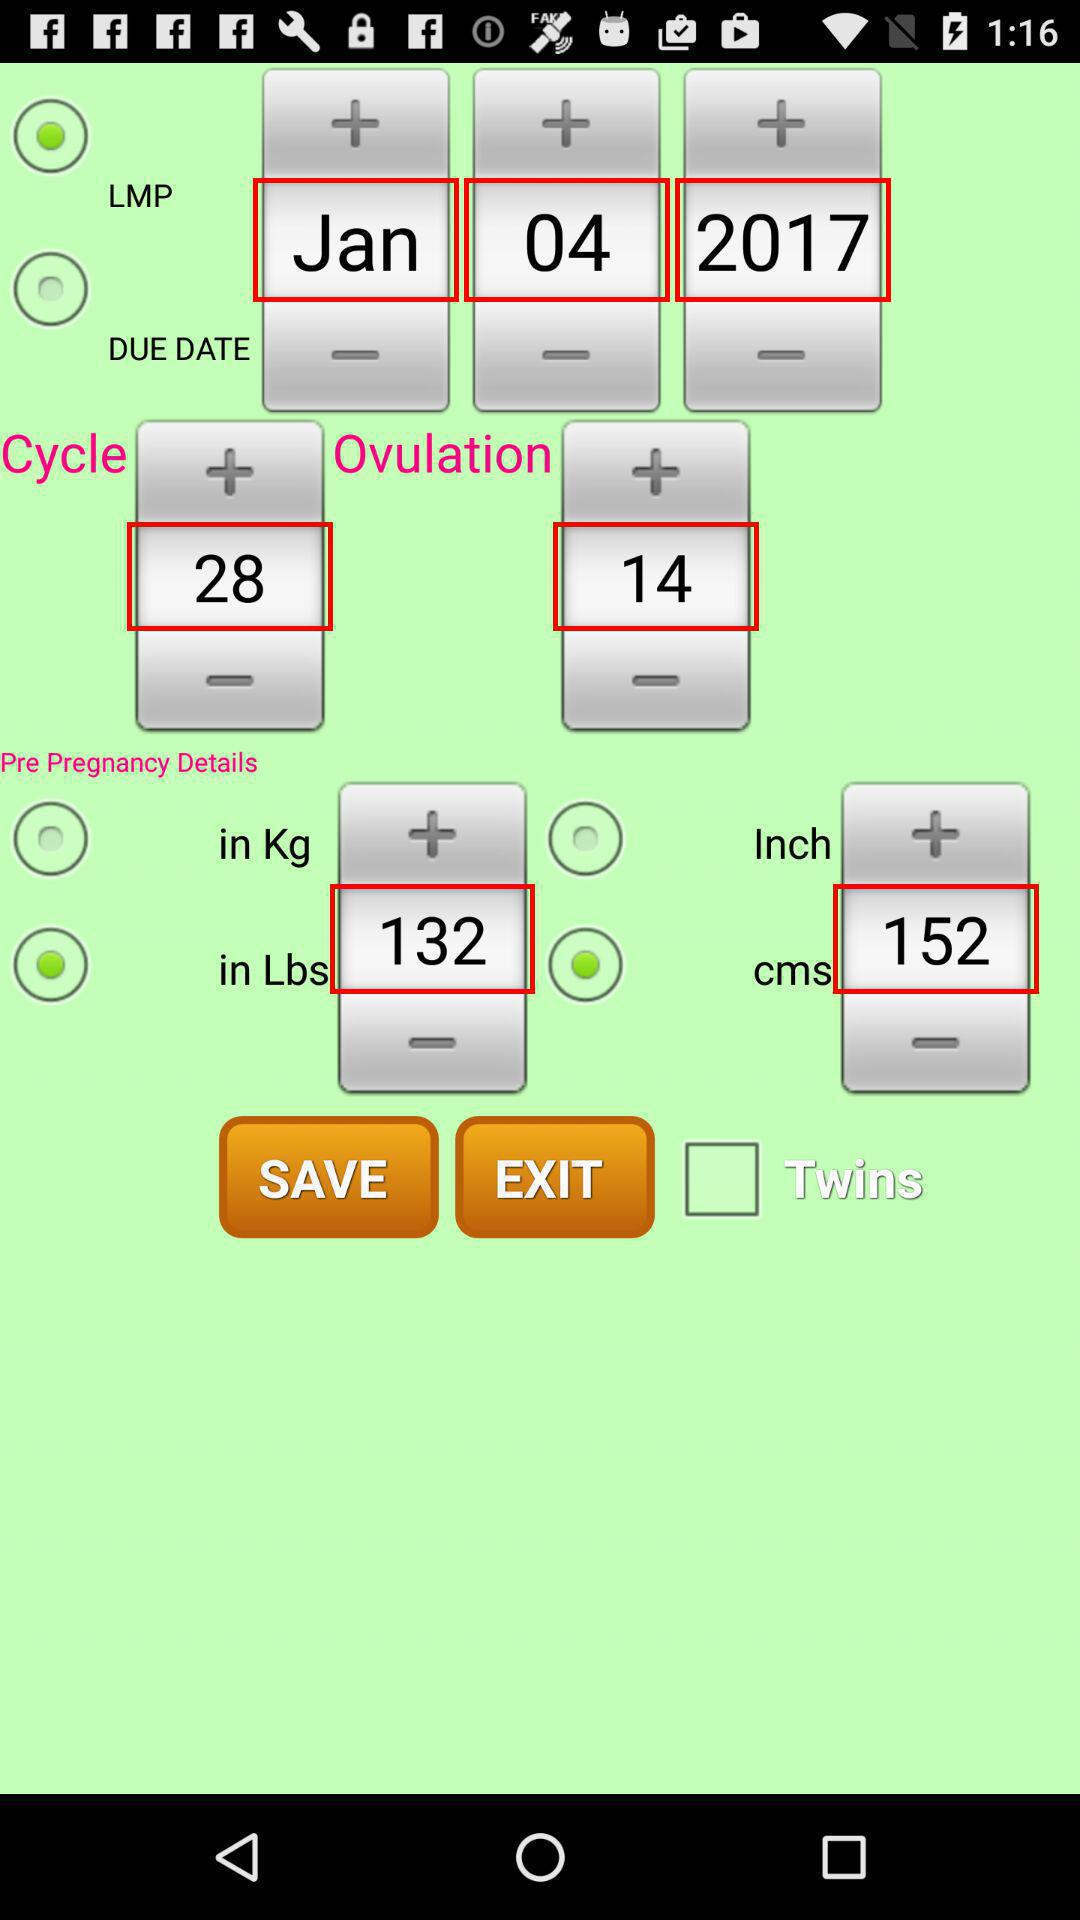 FAKE
1:16
LMP
DUE DATE
Jan 04 2017
Cycle
28
Ovulation
14
Pre Pregnancy Details
in Kg
in Lbs
132
Inch
cms
152
SAVE EXIT Twins